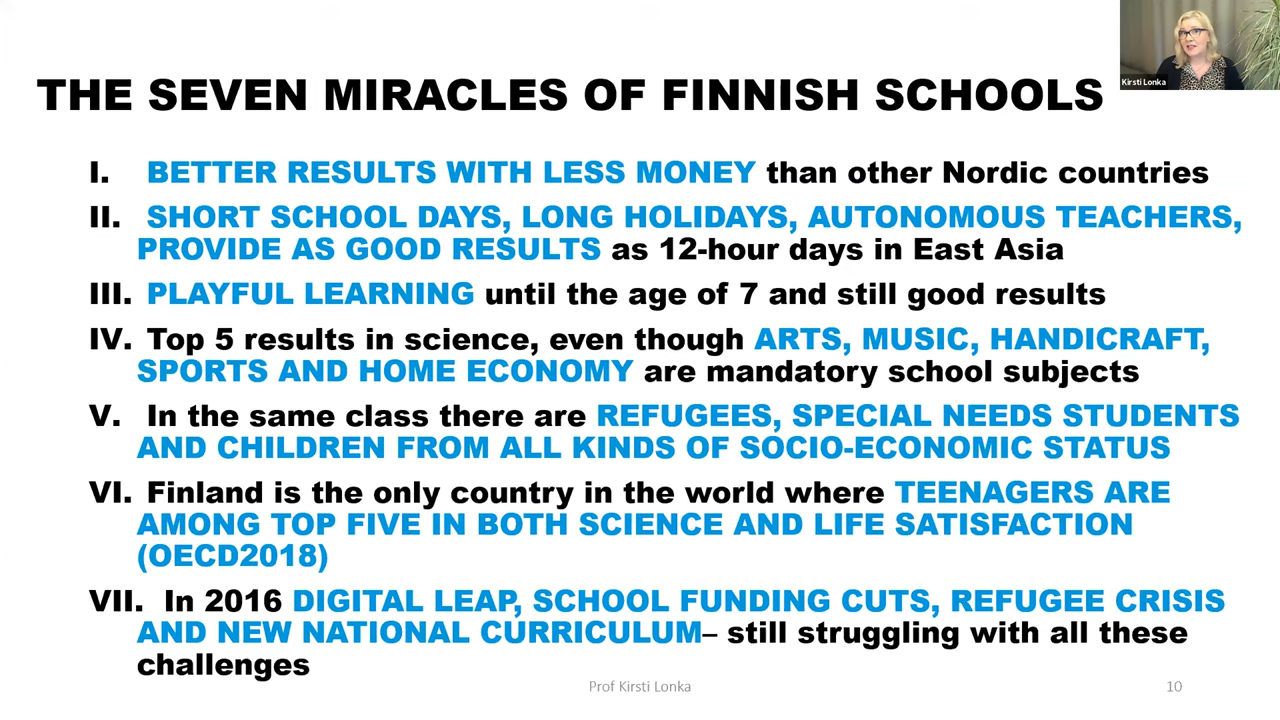 Kirsti Lonka
THE SEVEN MIRACLES OF FINNISH SCHOOLS
I. BETTER RESULTS WITH LESS MONEY than other Nordic countries
II. SHORT SCHOOL DAYS, LONG HOLIDAYS, AUTONOMOUS TEACHERS,
PROVIDE AS GOOD RESULTS as 12-hour days in East Asia
III. PLAYFUL LEARNING until the age of 7 and still good results
IV. Top 5 results in science, even though ARTS, MUSIC, HANDICRAFT,
SPORTS AND HOME ECONOMY are mandatory school subjects
V. In the same class there are REFUGEES, SPECIAL NEEDS STUDENTS
AND CHILDREN FROM ALL KINDS OF SOCIO-ECONOMIC STATUS
VI. Finland is the only country in the world where TEENAGERS ARE
AMONG TOP FIVE IN BOTH SCIENCE AND LIFE SATISFACTION
(OECD2018)
VII. In 2016 DIGITAL LEAP, SCHOOL FUNDING CUTS, REFUGEE CRISIS
AND NEW NATIONAL CURRICULUM– still struggling with all these
challenges
Prof Kirsti Lonka
10